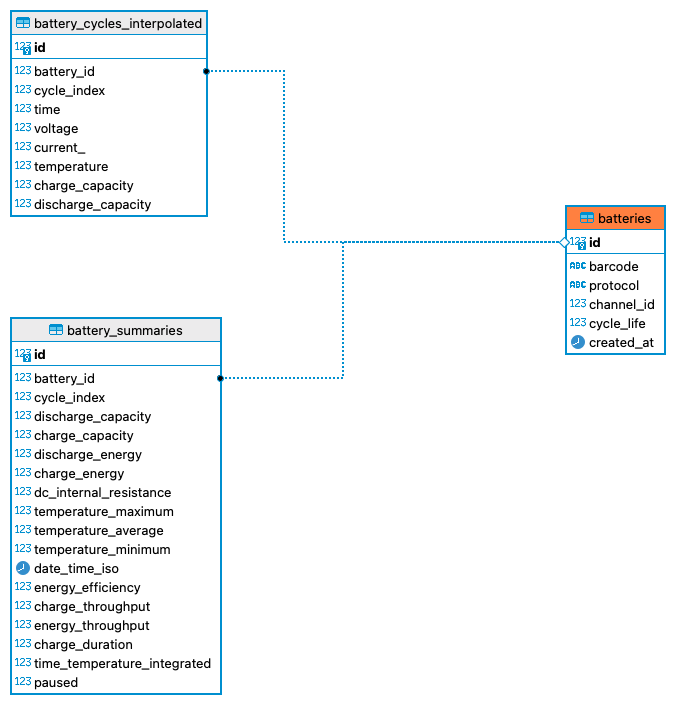 battery_cycles_interpolated
123 id
123 battery_id
123 cycle_index
123 time
123 voltage
123 current_
123 temperature
123 charge_capacity
123 discharge_capacity
batteries
123 id
ABC barcode
ABC protocol
123 channel_id
123 cycle_life
created_at
battery_summaries
123 id
123 battery_id
123 cycle_index
123 discharge_capacity
123 charge_capacity
123 discharge_energy
123 charge_energy
123 dc_internal_resistance
123 temperature_maximum
123 temperature_average
123 temperature_minimum
date_time_iso
123 energy_efficiency
123 charge_throughput
123 energy_throughput
123 charge_duration
123 time_temperature_integrated
123 paused